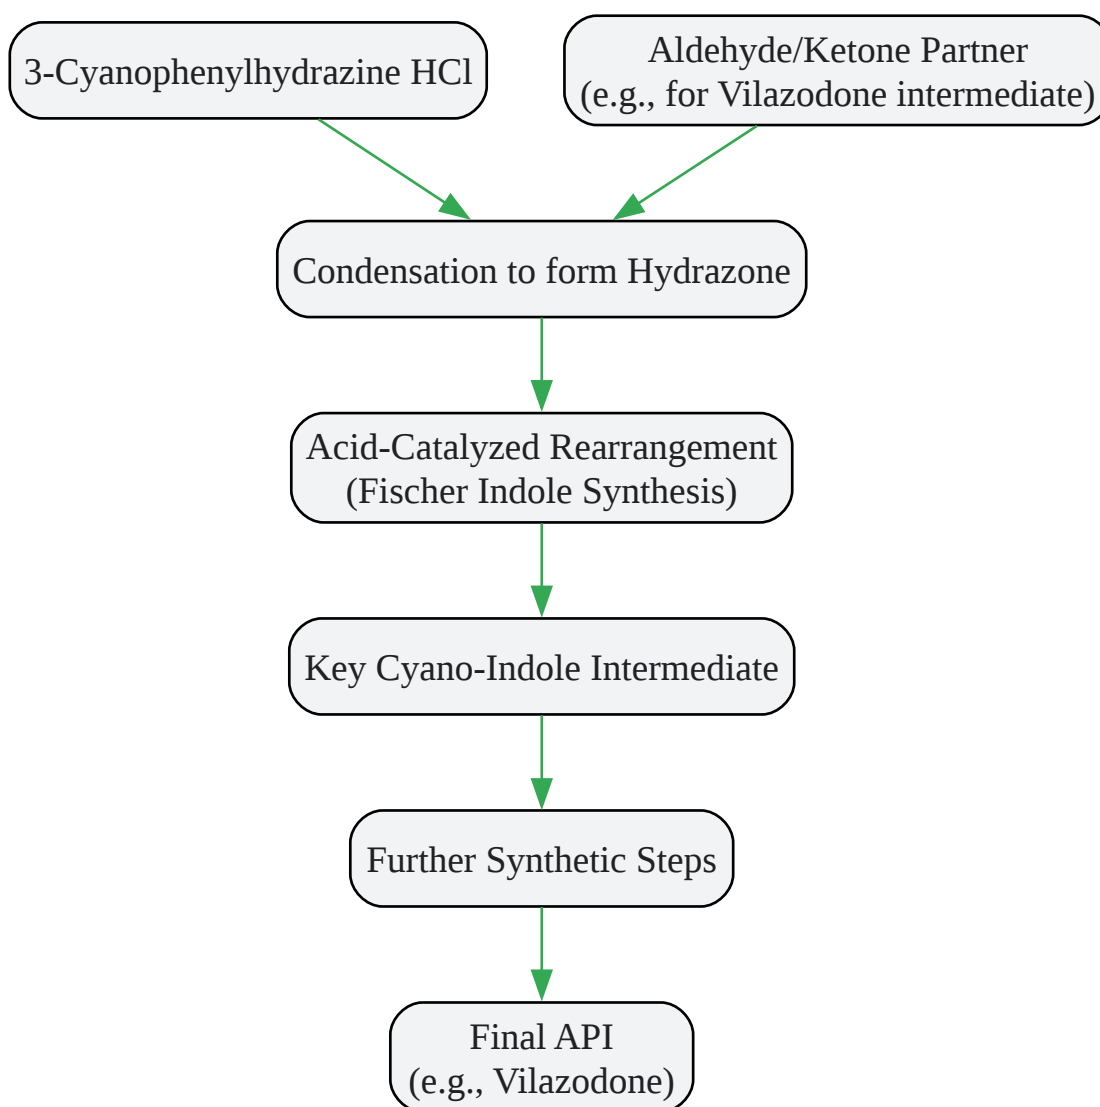 3-Cyanophenylhydrazine HCl
Aldehyde/Ketone Partner
(e.g., for Vilazodone intermediate)
Condensation to form Hydrazone
Acid-Catalyzed Rearrangement
(Fischer Indole Synthesis)
Key Cyano-Indole Intermediate
Further Synthetic Steps
Final API
(e.g., Vilazodone)